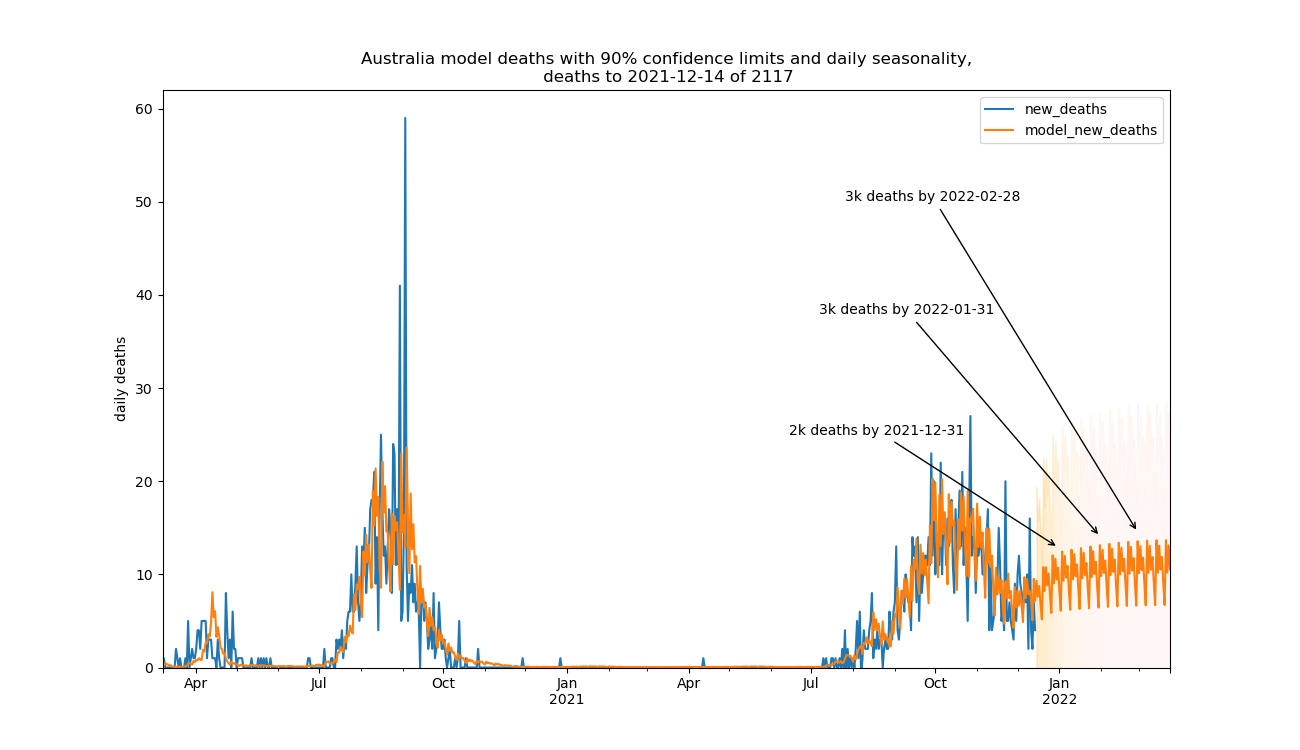 Australia model deaths with 90% confidence limits and daily seasonality,
deaths to 2021-12-14 of 2117
new_deaths
model_new_deaths
3k deaths by 2022-02-28
3k deaths by 2022-01-31
2k deaths by 2021-12-31
daily deaths
60
50
40
30
20
10
0
Apr Jul Oct Jan Apr Jul Oct Jan
2021 2022